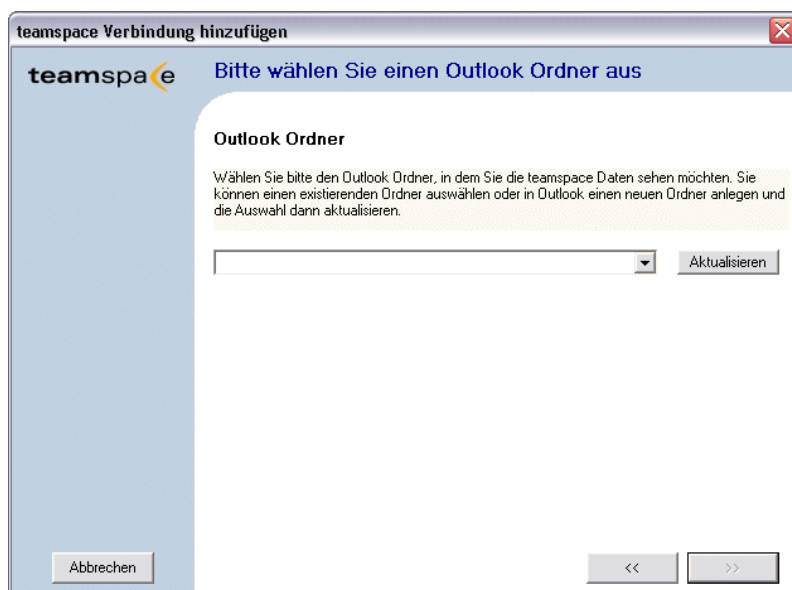 teamspace Verbindung hinzufügen
teamspace
Bitte wählen Sie einen Outlook Ordner aus
Outlook Ordner
Wählen Sie bitte den Outlook Ordner, in dem Sie die teamspace Daten sehen möchten. Sie
können einen existierenden Ordner auswählen oder in Outlook einen neuen Ordner anlegen und
die Auswahl dann aktualisieren.
Aktualisieren
Abbrechen
<<
>>